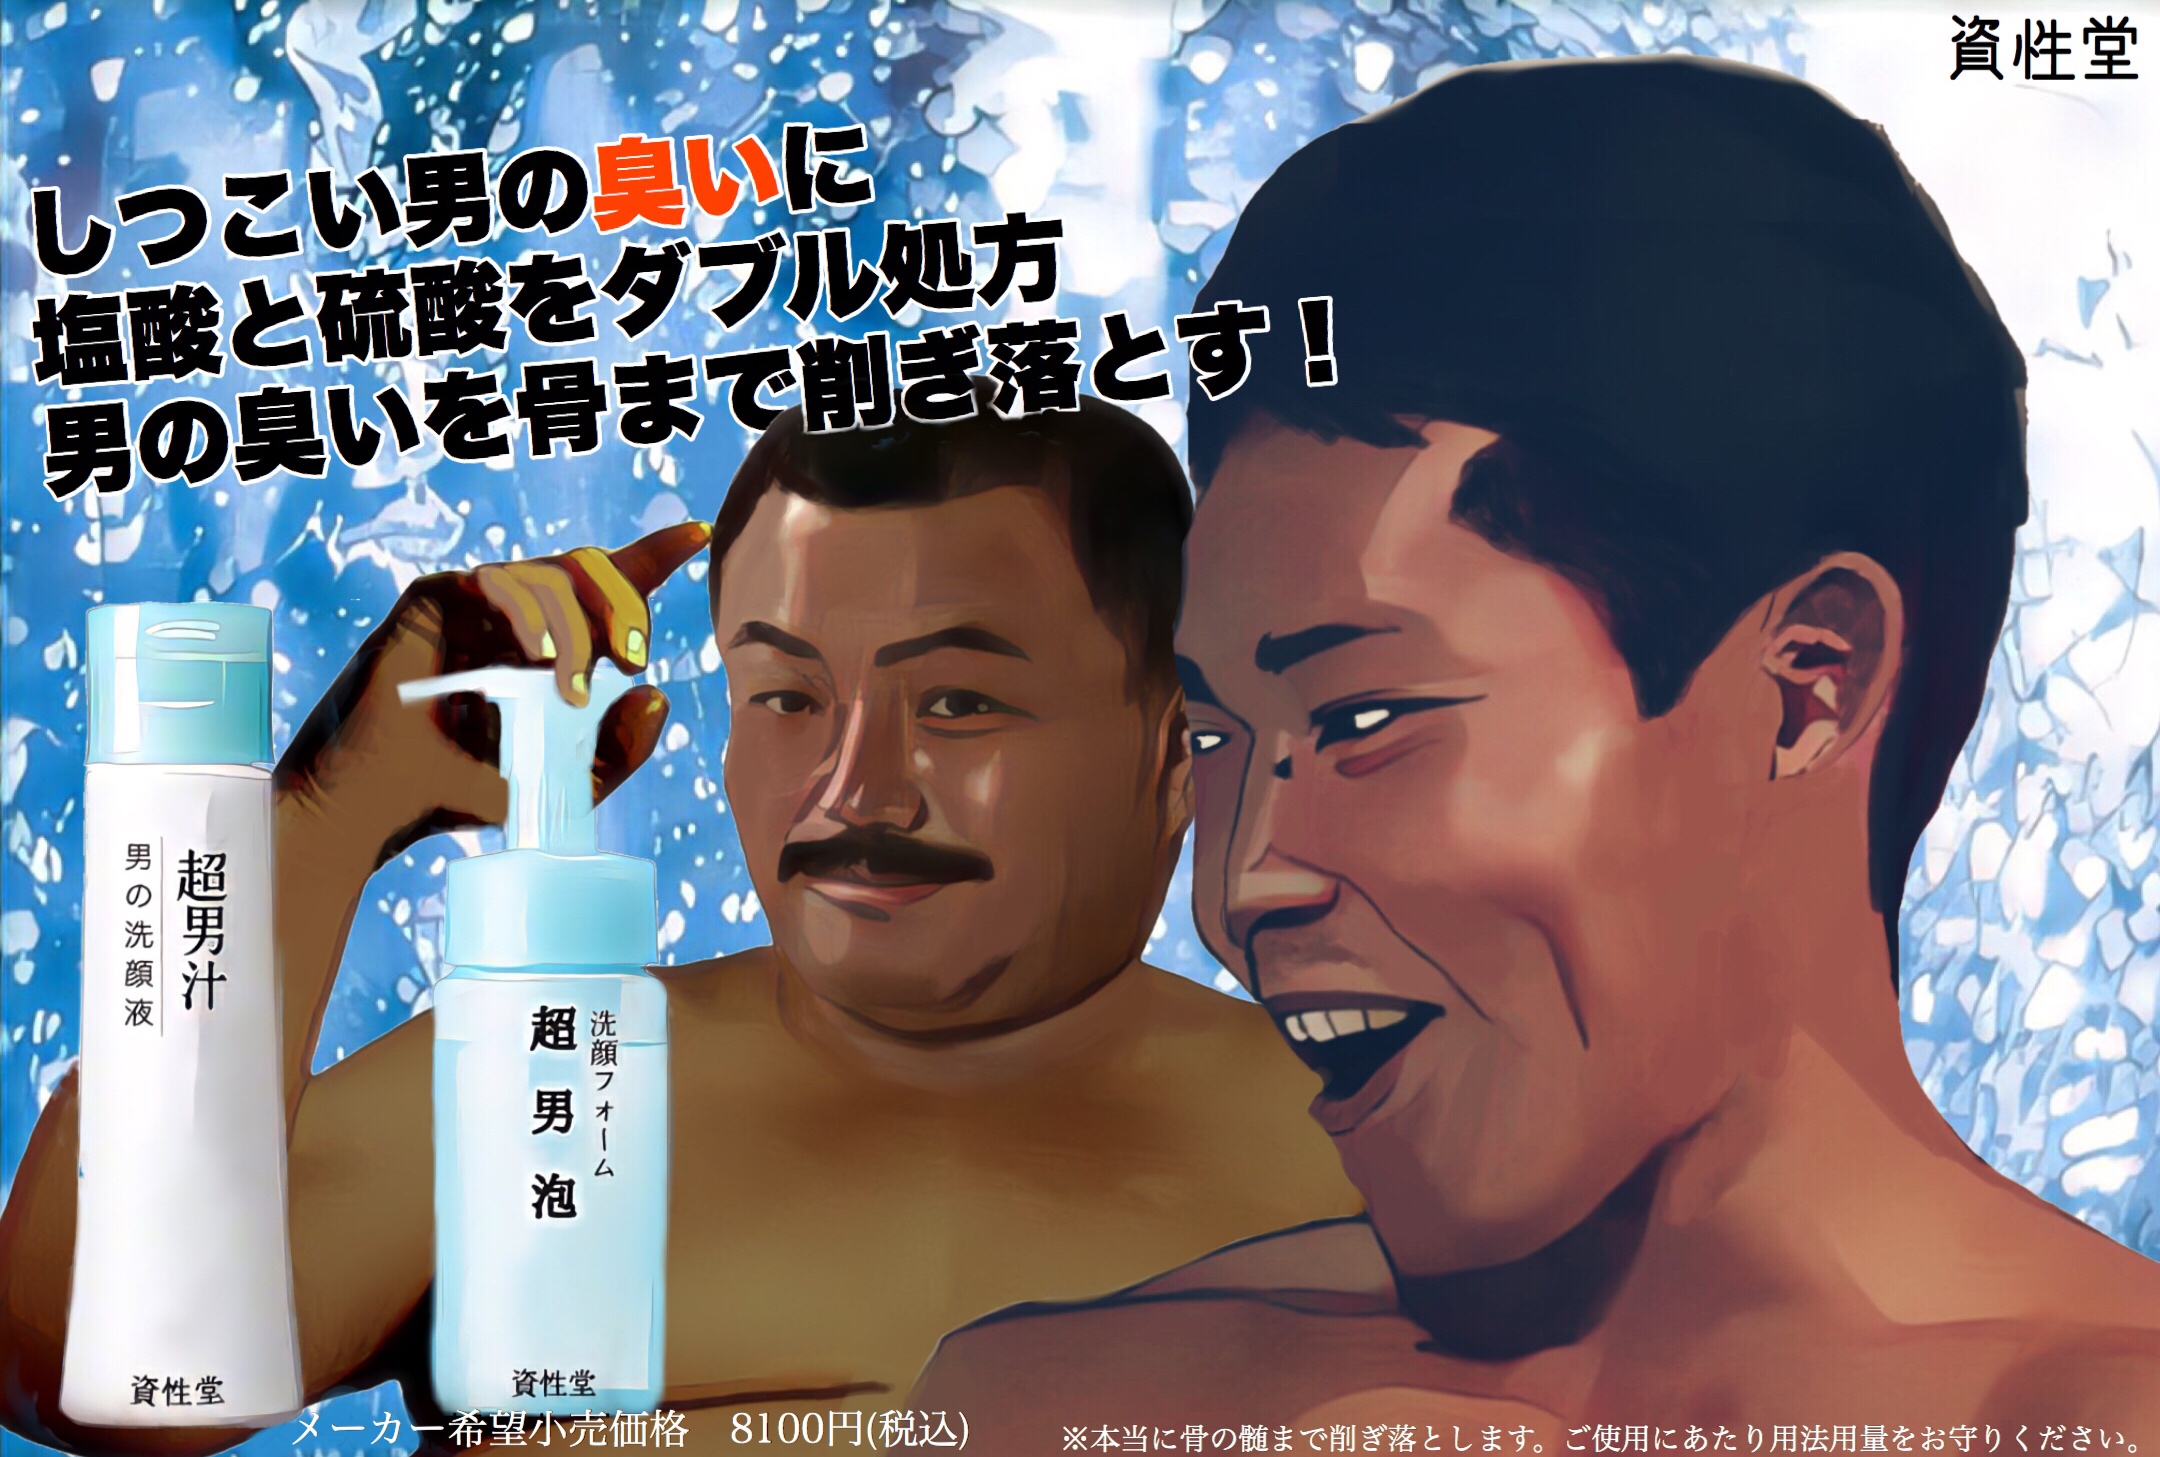 資性堂
しつこい男の臭いに
塩酸と硫酸をダブル処方
男の臭いを骨まで削ぎ落とす!
超男汁
男の洗顔液
資性堂
洗顔フォーム
超男泡
資性堂
メーカー希望小売価格 8100円(税込)
※本当に骨の髄まで削ぎ落とします。ご使用にあたり用法用量をお守りください。